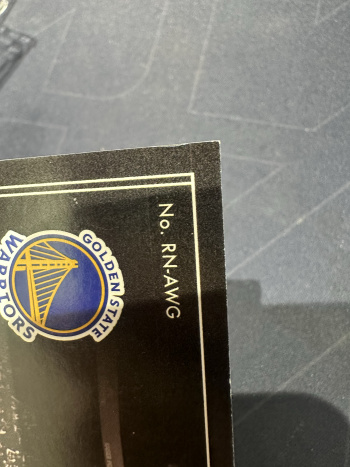 No. RN-AWG
GOLDEN STATE
WARRIORS